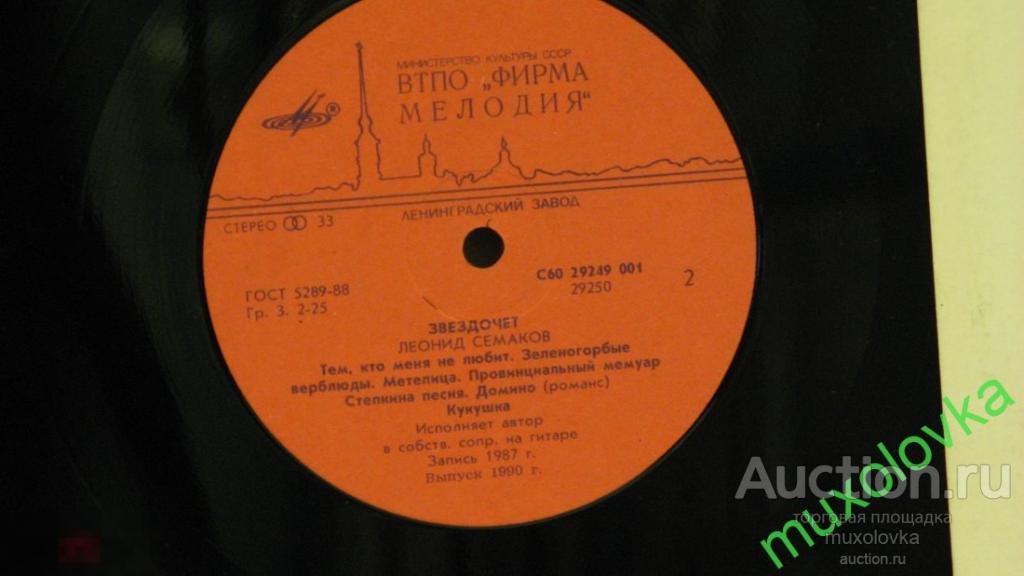 МИНИСТЕРСТВО КУЛЬТУРЫ СССР
ВТПО „ФИРМА
МЕЛОДИЯ"
®
ЛЕНИНГРАДСКИЙ ЗАВОД
СТЕРЕО 33
С60 29249 001
29250
2
ГОСТ 5289-88
Гр. 3. 2-25
ЗВЕЗДОЧЕТ
ЛЕОНИД СЕМАКОВ
Тем, кто меня не любит. Зеленогорбые
верблюды. Метелица. Провинциальный мемуар
Степкина песня. Домино (романс)
Кукушка
Исполняет автор
в собств. сопр. на гитаре
Запись 1987 г.
Выпуск 1990 г.
Auction.ru
торговая площадка
muxolovka
auction.ru
muxolovka